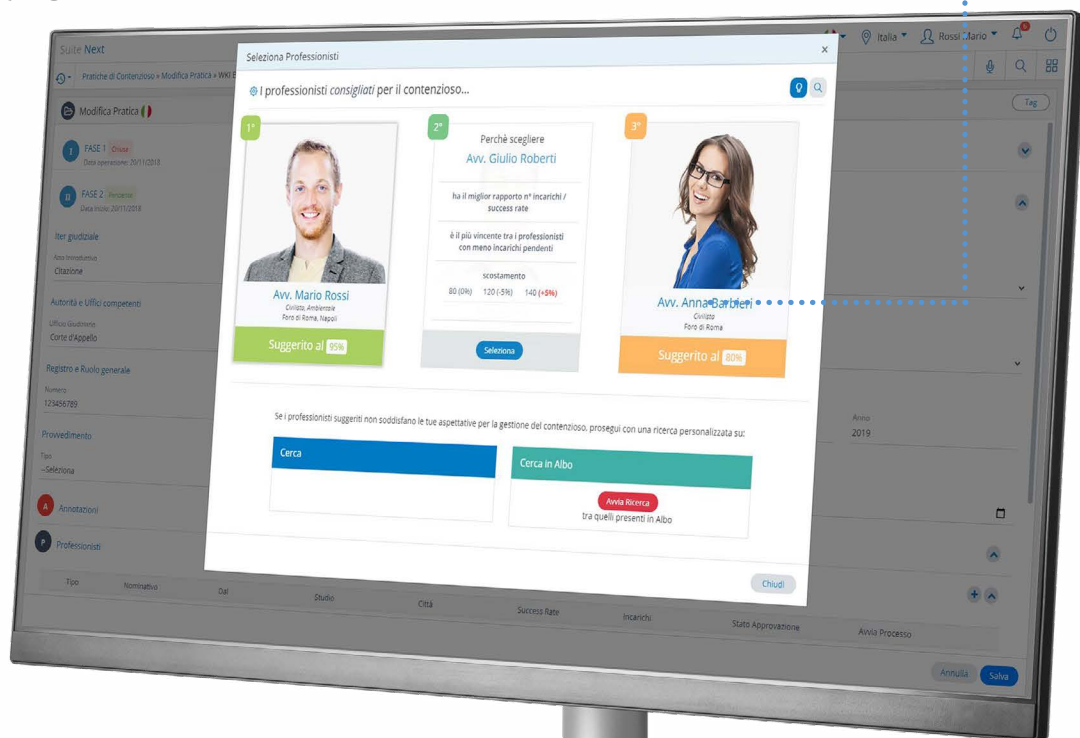 Suite Next
Italia
Rossi Mario
6
Pratiche di Contenzioso » Modifica Pratica » WKI
Modifica Pratica
Tag
I
FASE 1 Chiusa
Data operazione: 20/11/2018
II
FASE 2 Pendente
Data inizio: 20/11/2018
Iter giudiziale
Atto Introduttivo
Citazione
Autorità e Uffici competenti
Ufficio Giudiziario
Corte d'Appello
Registro e Ruolo generale
Numero
123456789
Anno
2019
Provvedimento
Tipo
--Seleziona
A
Annotazioni
P
Professionisti
Tipo
Nominativo
Dal
Studio
Città
Success Rate
Incarichi
Stato Approvazione
Avvia Processo
Annulla
Salva
Seleziona Professionisti
×
I professionisti consigliati per il contenzioso...
1°
Avv. Mario Rossi
Civilista, Ambientale
Foro di Roma, Napoli
Suggerito al 95%
2°
Perchè scegliere
Avv. Giulio Roberti
ha il miglior rapporto n° incarichi /
success rate
è il più vincente tra i professionisti
con meno incarichi pendenti
scostamento
80 (0%) 120 (-5%) 140 (+5%)
Seleziona
3°
Avv. Anna Barbieri
Civilista
Foro di Roma
Suggerito al 80%
Se i professionisti suggeriti non soddisfano le tue aspettative per la gestione del contenzioso, prosegui con una ricerca personalizzata su:
Cerca
Cerca in Albo
Avvia Ricerca
tra quelli presenti in Albo
Chiudi